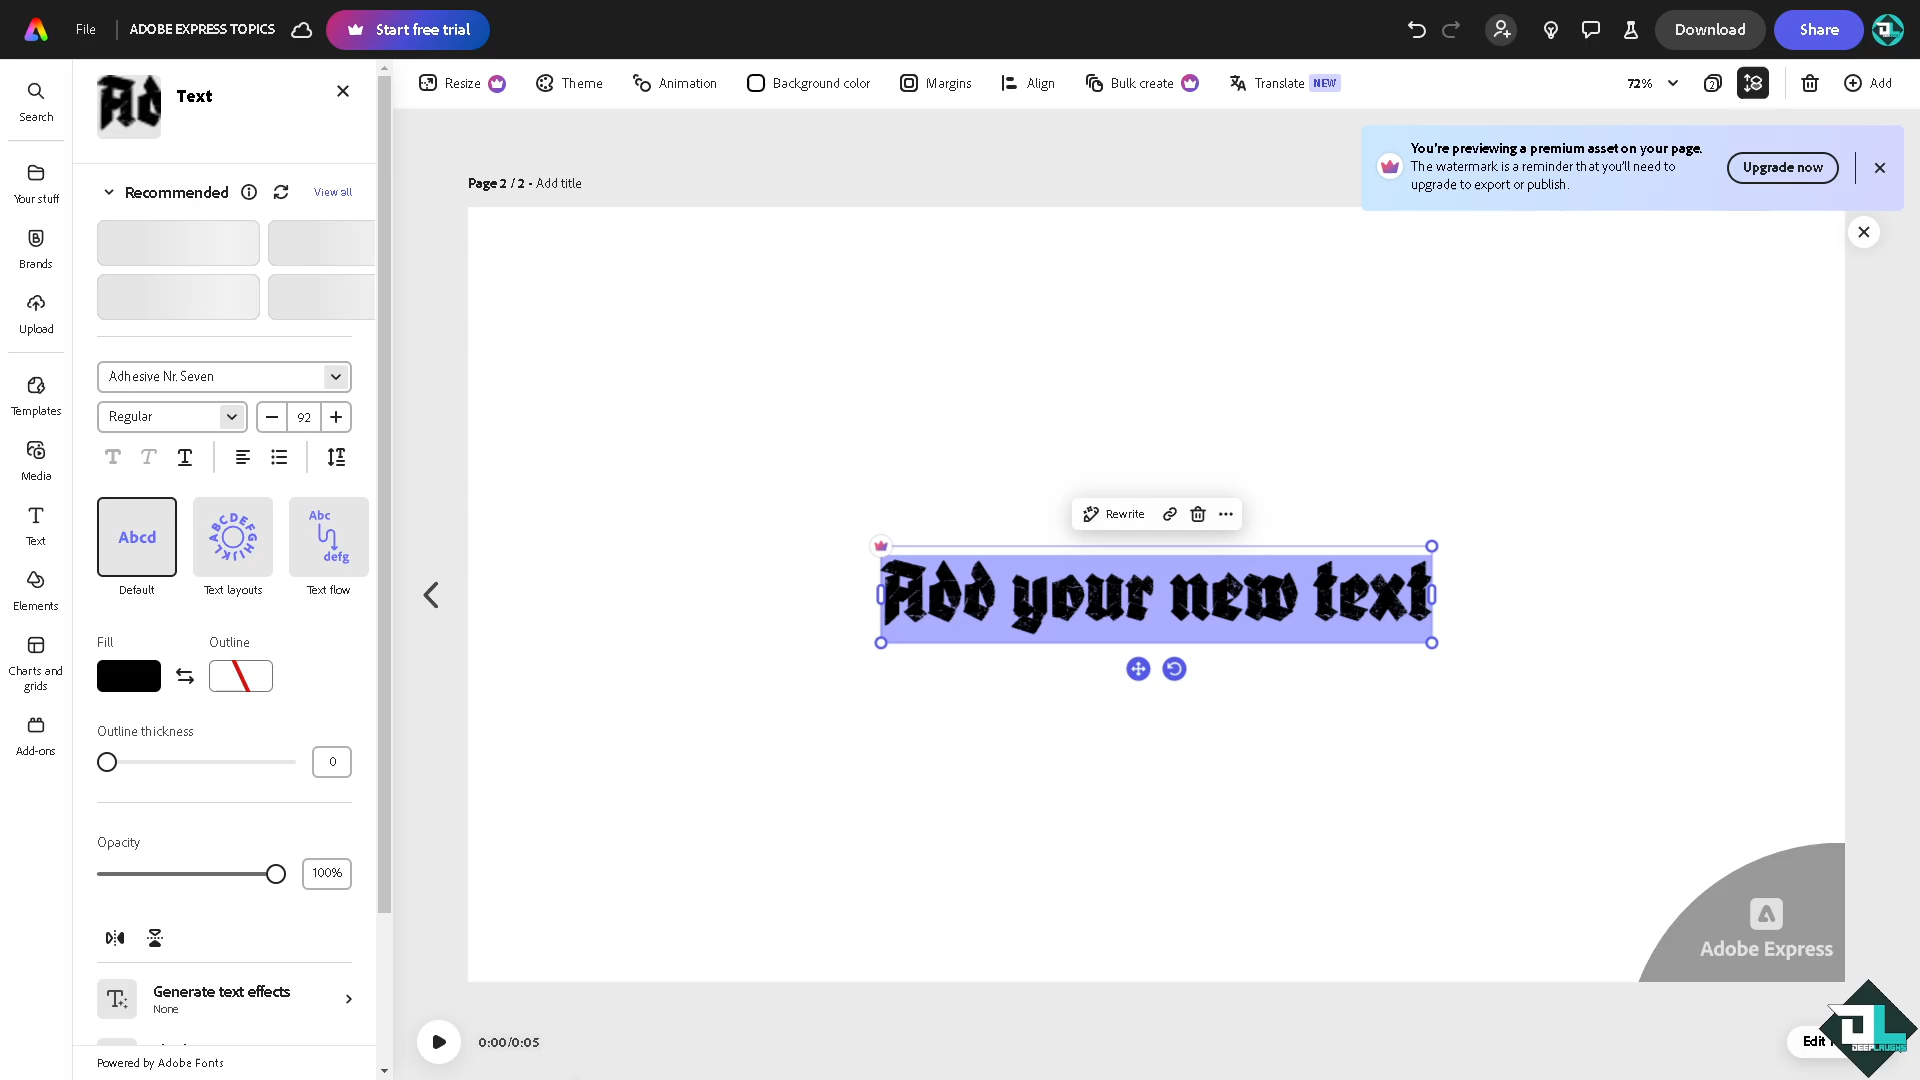 File
ADOBE EXPRESS TOPICS
Start free trial
Download
Share
Search
Your stuff
Brands
Upload
Templates
Media
Text
Elements
Charts and
grids
Add-ons
Ad
Text
Recommended
View all
Adhesive Nr. Seven
Regular
92
Abcd
Default
ABCDEFGHIJKL
Text layouts
Abc
defg
Text flow
Fill
Outline
Outline thickness
0
Opacity
100%
Generate text effects
None
Powered by Adobe Fonts
Resize
Theme
Animation
Background color
Margins
Align
Bulk create
Translate NEW
72%
2
Add
You're previewing a premium asset on your page.
The watermark is a reminder that you'll need to
upgrade to export or publish.
Upgrade now
Page 2 / 2 - Add title
Rewrite
Add your new text
Adobe Express
0:00/0:05
Edit
DL
DEEPLAUGHS